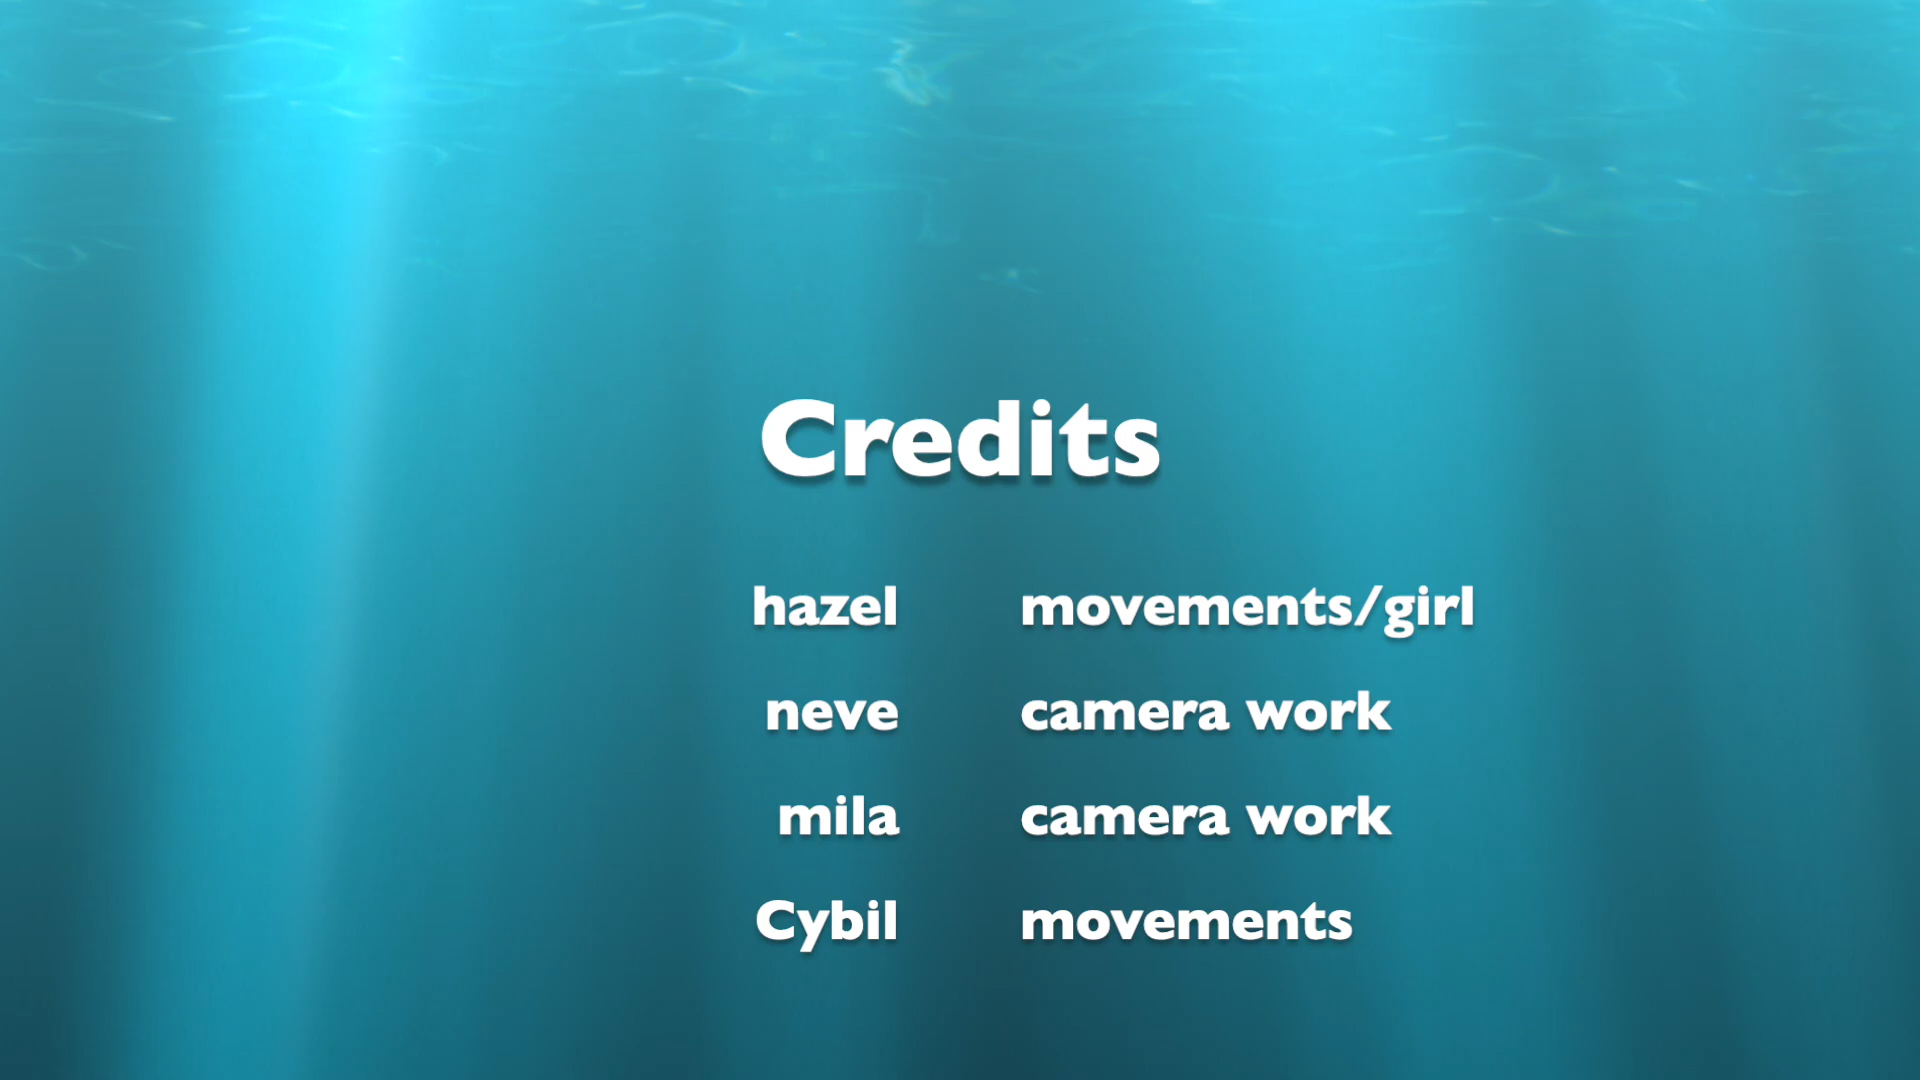 Credits
hazel movements/girl
neve camera work
mila camera work
Cybil movements